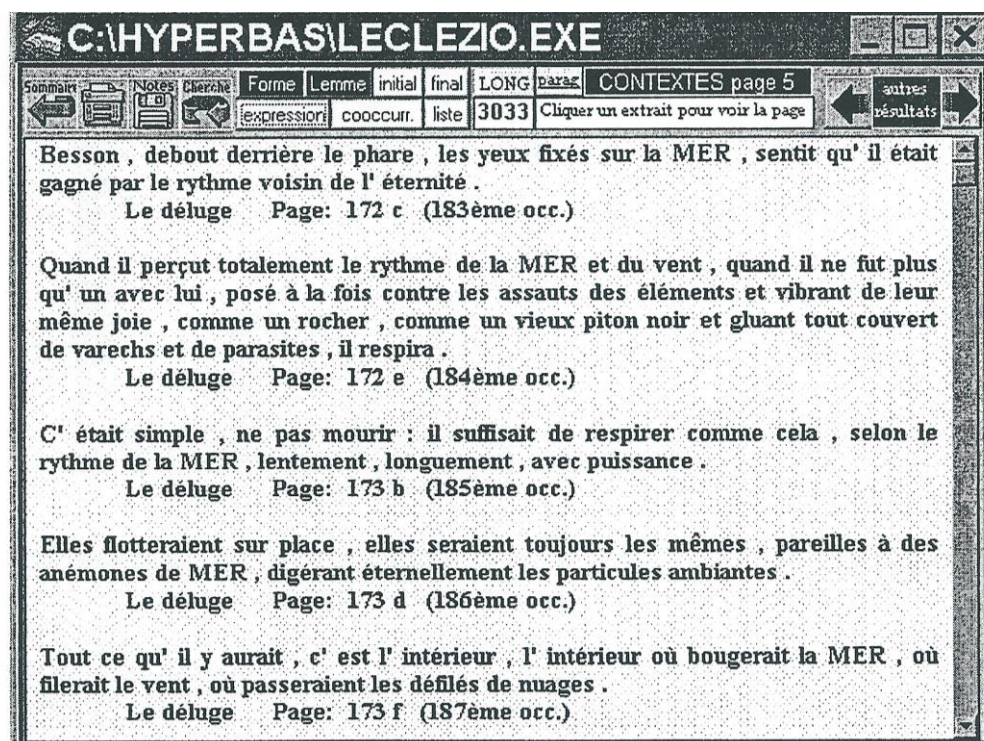 C:\HYPERBAS\LECLEZIO.EXE
Sommaire Notes Cherche Forme Lemme initial final LONG parag CONTEXTES page 5 autres résultats
expression cooccurr. liste 3033 Cliquer un extrait pour voir la page
Besson , debout derrière le phare , les yeux fixés sur la MER , sentit qu' il était
gagné par le rythme voisin de l' éternité .
Le déluge Page: 172 c (183ème occ.)
Quand il perçut totalement le rythme de la MER et du vent , quand il ne fut plus
qu' un avec lui , posé à la fois contre les assauts des éléments et vibrant de leur
même joie , comme un rocher , comme un vieux piton noir et gluant tout couvert
de varechs et de parasites , il respira .
Le déluge Page: 172 e (184ème occ.)
C' était simple , ne pas mourir : il suffisait de respirer comme cela , selon le
rythme de la MER , lentement , longuement , avec puissance .
Le déluge Page: 173 b (185ème occ.)
Elles flotteraient sur place , elles seraient toujours les mêmes , pareilles à des
anémones de MER , digérant éternellement les particules ambiantes .
Le déluge Page: 173 d (186ème occ.)
Tout ce qu' il y aurait , c' est l' intérieur , l' intérieur où bougerait la MER , où
filerait le vent , où passeraient les défilés de nuages .
Le déluge Page: 173 f (187ème occ.)